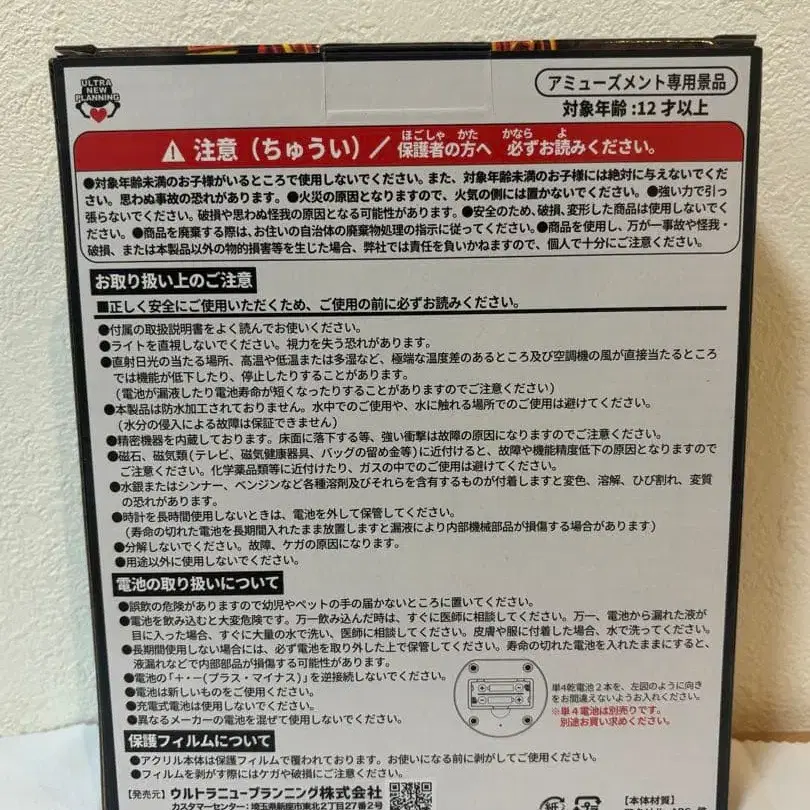 ULTRA
NEW
PLANNING
アミューズメント専用景品
対象年齢:12才以上
注意（ちゅうい）／保護者の方へ 必ずお読みください。
ほごしゃ かた かなら よ
●対象年齢未満のお子様がいるところで使用しないでください。また、対象年齢未満のお子様には絶対に与えないでくだ
さい。思わぬ事故の恐れがあります。●火災の原因となりますので、火気の側には置かないでください。●強い力で引っ
張らないでください。破損や思わぬ怪我の原因となる可能性があります。●安全のため、破損、変形した商品は使用しないで
ください。●商品を廃棄する際は、お住いの自治体の廃棄物処理の指示に従ってください。●商品を使用し、万が一事故や怪我・
破損、または本製品以外の物的損害等を生じた場合、弊社では責任を負いかねますので、個人で十分にご注意ください。
お取り扱い上のご注意
■正しく安全にご使用いただくため、ご使用の前に必ずお読みください。
●付属の取扱説明書をよく読んでお使いください。
●ライトを直視しないでください。視力を失う恐れがあります。
●直射日光の当たる場所、高温や低温または多湿など、極端な温度差のあるところ及び空調機の風が直接当たるところ
では機能が低下したり、停止したりすることがあります。
(電池が漏液したり電池寿命が短くなったりすることがありますのでご注意ください)
●本製品は防水加工されておりません。水中でのご使用や、水に触れる場所でのご使用は避けてください。
(水分の侵入による故障は保証できません)
●精密機器を内蔵しております。床面に落下する等、強い衝撃は故障の原因になりますのでご注意ください。
●磁石、磁気類(テレビ、磁気健康器具、バッグの留め金等)に近付けると、故障や機能精度低下の原因となりますので
ご注意ください。化学薬品類等に近付けたり、ガスの中でのご使用は避けてください。
●水銀またはシンナー、ベンジンなど各種溶剤及びそれらを含有するものが付着しますと変色、溶解、ひび割れ、変質
の恐れがあります。
●時計を長時間使用しないときは、電池を外して保管してください。
(寿命の切れた電池を長期間入れたまま放置しますと漏液により内部機械部品が損傷する場合があります)
●分解しないでください。故障、ケガの原因になります。
●用途以外に使用しないでください。
電池の取り扱いについて
●誤飲の危険がありますので幼児やペットの手の届かないところに置いてください。
●電池を飲み込むと大変危険です。万一飲み込んだ時は、すぐに医師に相談してください。万一、電池から漏れた液が
目に入った場合、すぐに大量の水で洗い、医師に相談してください。皮膚や服に付着した場合、水で洗ってください。
●長期間使用しない場合には、必ず電池を取り外した上で保管してください。寿命の切れた電池を入れたままにすると、
液漏れなどで内部部品が損傷する可能性があります。
●電池の「＋・－(プラス・マイナス)」を逆接続しないでください。
●電池は新しいものをご使用ください。
●充電式電池は使用しないでください。
●異なるメーカーの電池を混ぜて使用しないでください。
単4乾電池2本を、左図のように向き
をお間違えないようお入れください。
※単4電池は別売りです。
別途お買い求めください。
保護フィルムについて
●アクリル本体は保護フィルムで覆われております。お使いになる前に剥がしてご使用ください。
●フィルムを剥がす際にはケガや破損にご注意ください。
【発売元】ウルトラニュープランニング株式会社
カスタマーセンター：埼玉県新座市東北2丁目27番2号
紙
【本体材質】